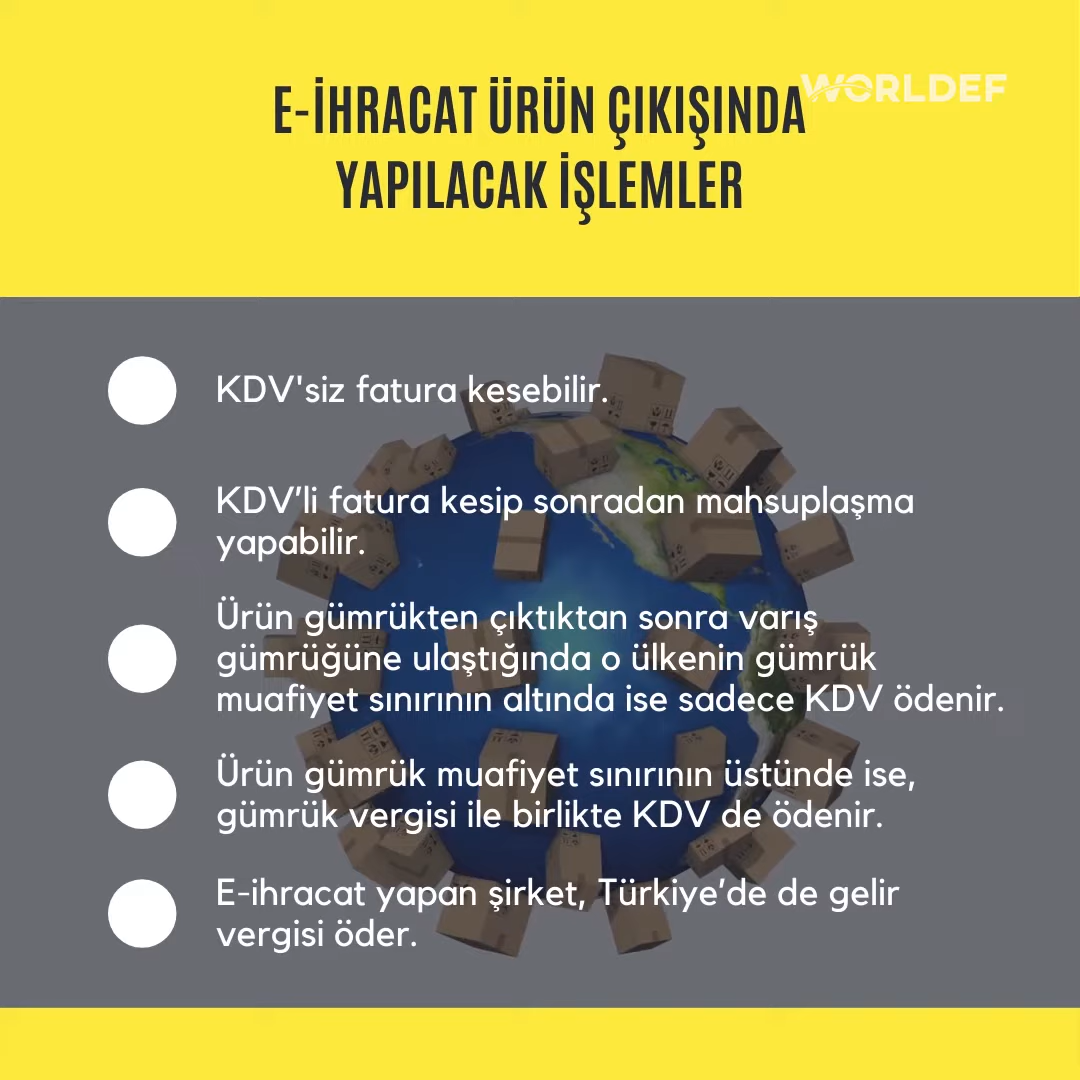 WORLDEF
E-İHRACAT ÜRÜN ÇIKIŞINDA
YAPILACAK İŞLEMLER
KDV'siz fatura kesebilir.
KDV’li fatura kesip sonradan mahsuplaşma
yapabilir.
Ürün gümrükten çıktıktan sonra varış
gümrüğüne ulaştığında o ülkenin gümrük
muafiyet sınırının altında ise sadece KDV ödenir.
Ürün gümrük muafiyet sınırının üstünde ise,
gümrük vergisi ile birlikte KDV de ödenir.
E-ihracat yapan şirket, Türkiye’de de gelir
vergisi öder.